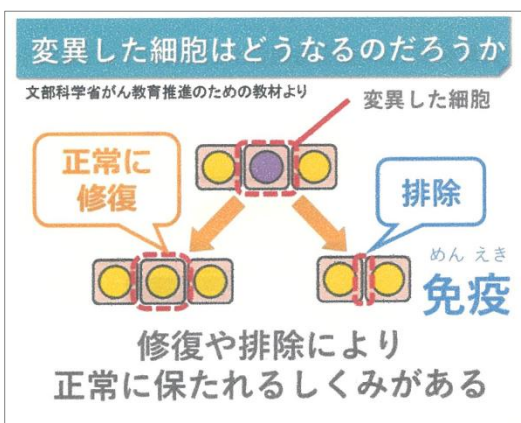 変異した細胞はどうなるのだろうか
文部科学省がん教育推進のための教材より
変異した細胞
正常に
修復
排除
めん えき
免疫
修復や排除により
正常に保たれるしくみがある